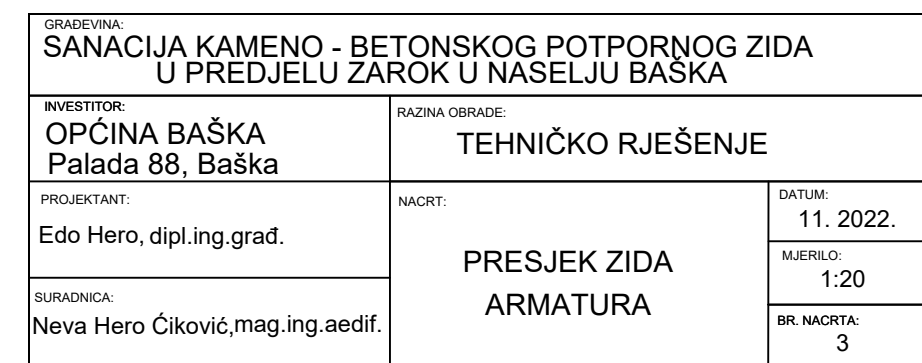 GRAĐEVINA:
SANACIJA KAMENO - BETONSKOG POTPORNOG ZIDA
U PREDJELU ZAROK U NASELJU BAŠKA
INVESTITOR:
OPĆINA BAŠKA
Palada 88, Baška
RAZINA OBRADE:
TEHNIČKO RJEŠENJE
PROJEKTANT:
Edo Hero, dipl.ing.građ.
SURADNICA:
Neva Hero Ćiković,mag.ing.aedif.
NACRT:
PRESJEK ZIDA
ARMATURA
DATUM:
11. 2022.
MJERILO:
1:20
BR. NACRTA:
3